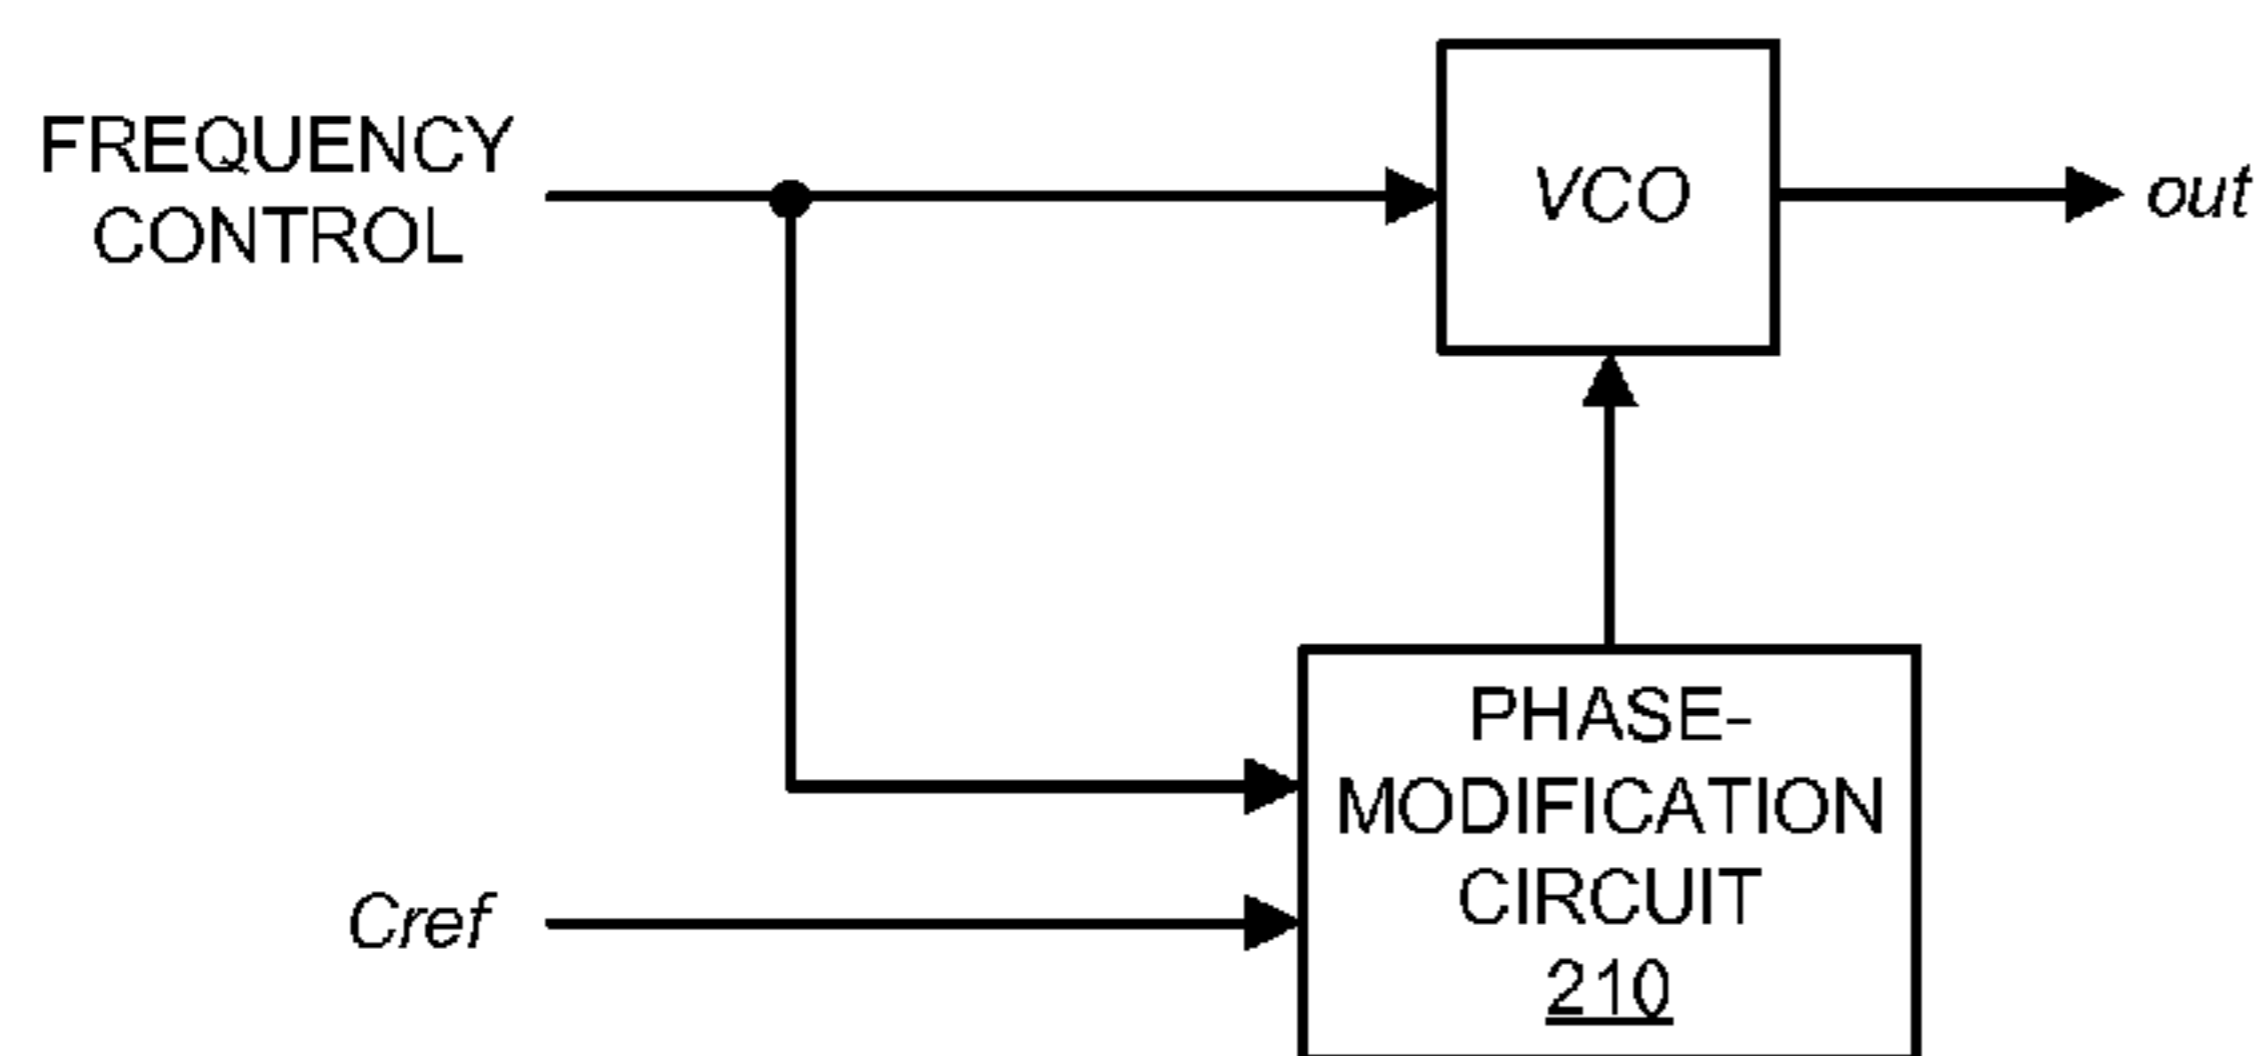 FREQUENCY
CONTROL
VCO
out
PHASE-
MODIFICATION
CIRCUIT
210
Cref